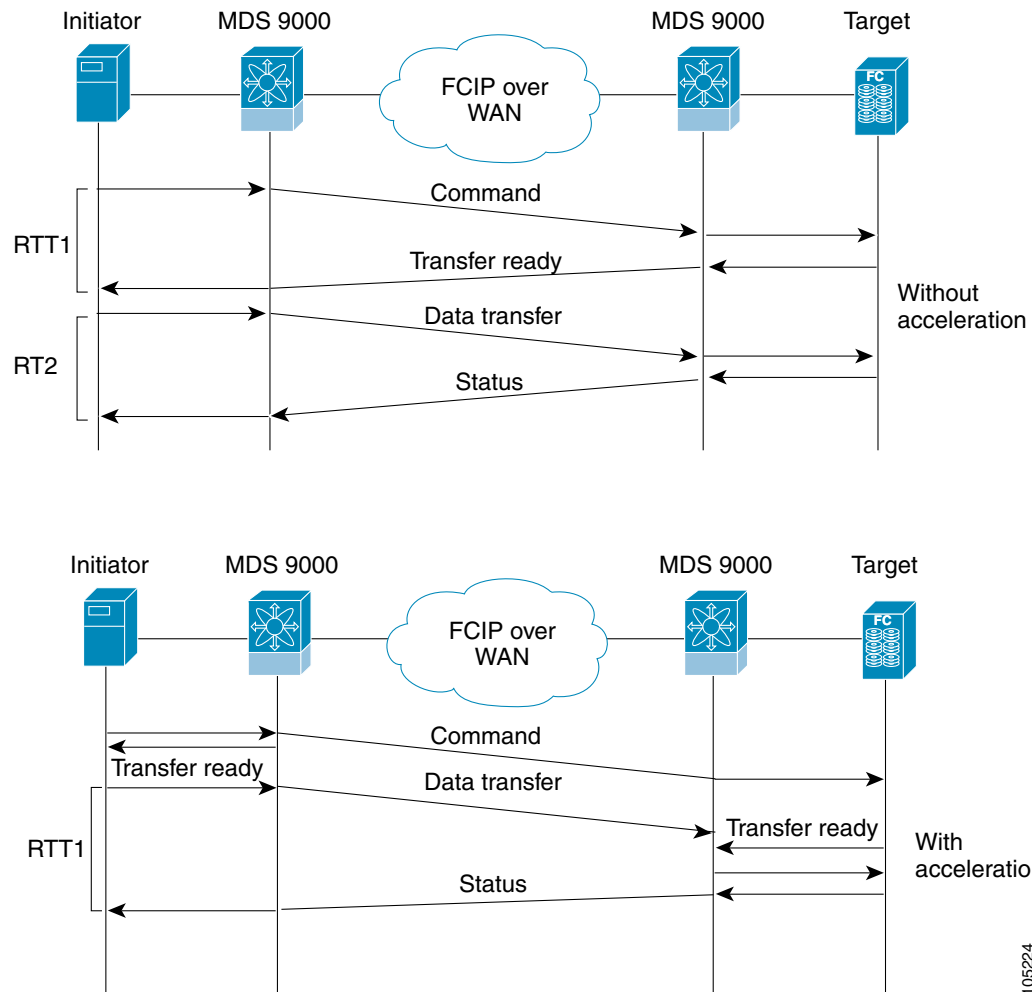 Initiator
MDS 9000
MDS 9000
Target
FC
FCIP over
WAN
Command
RTT1
Transfer ready
Without
acceleration
Data transfer
RT2
Status
Initiator
MDS 9000
MDS 9000
Target
FC
FCIP over
WAN
Command
Transfer ready
Data transfer
Transfer ready
RTT1
With
acceleratio
Status
105224